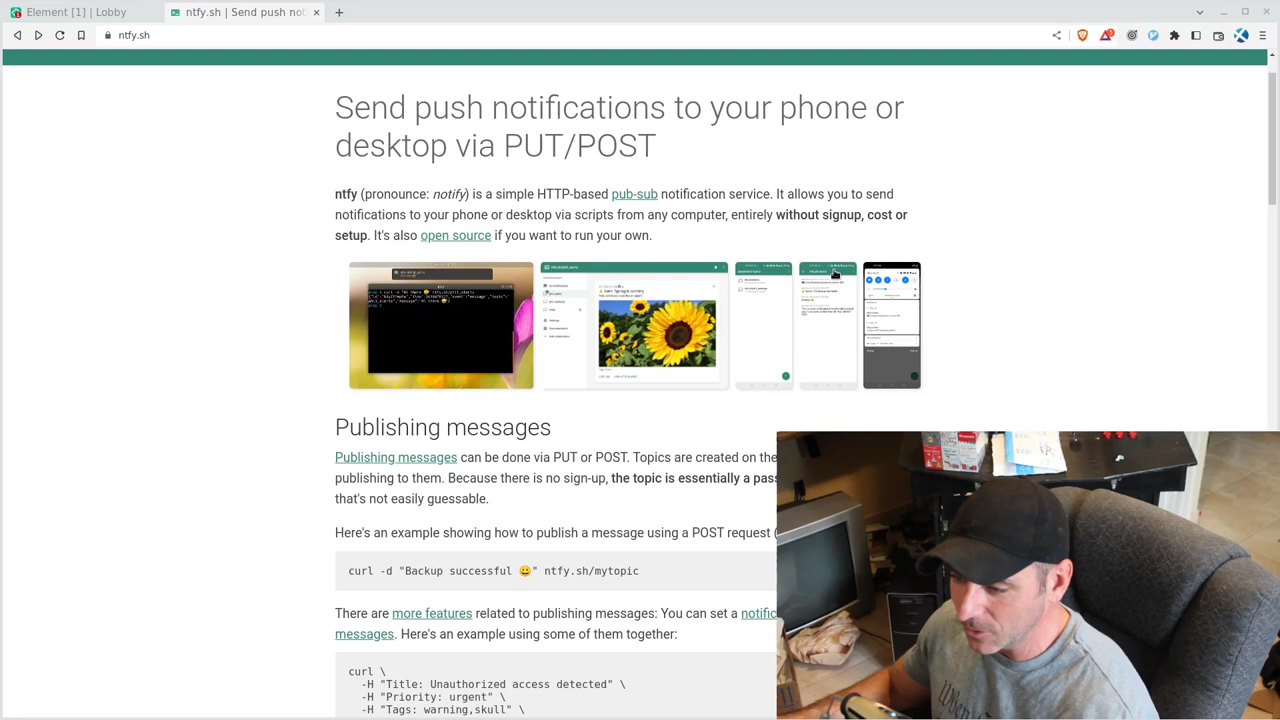 Element [1] | Lobby
ntfy.sh | Send push not
ntfy.sh
Send push notifications to your phone or
desktop via PUT/POST
ntfy (pronounce: notify) is a simple HTTP-based pub-sub notification service. It allows you to send
notifications to your phone or desktop via scripts from any computer, entirely without signup, cost or
setup. It's also open source if you want to run your own.
Publishing messages
Publishing messages can be done via PUT or POST. Topics are created on the
publishing to them. Because there is no sign-up, the topic is essentially a pas
that's not easily guessable.
Here's an example showing how to publish a message using a POST request (
curl -d "Backup successful 😀" ntfy.sh/mytopic
There are more features related to publishing messages: You can set a notific
messages. Here's an example using some of them together:
curl \
-H "Title: Unauthorized access detected" \
-H "Priority: urgent" \
-H "Tags: warning,skull" \